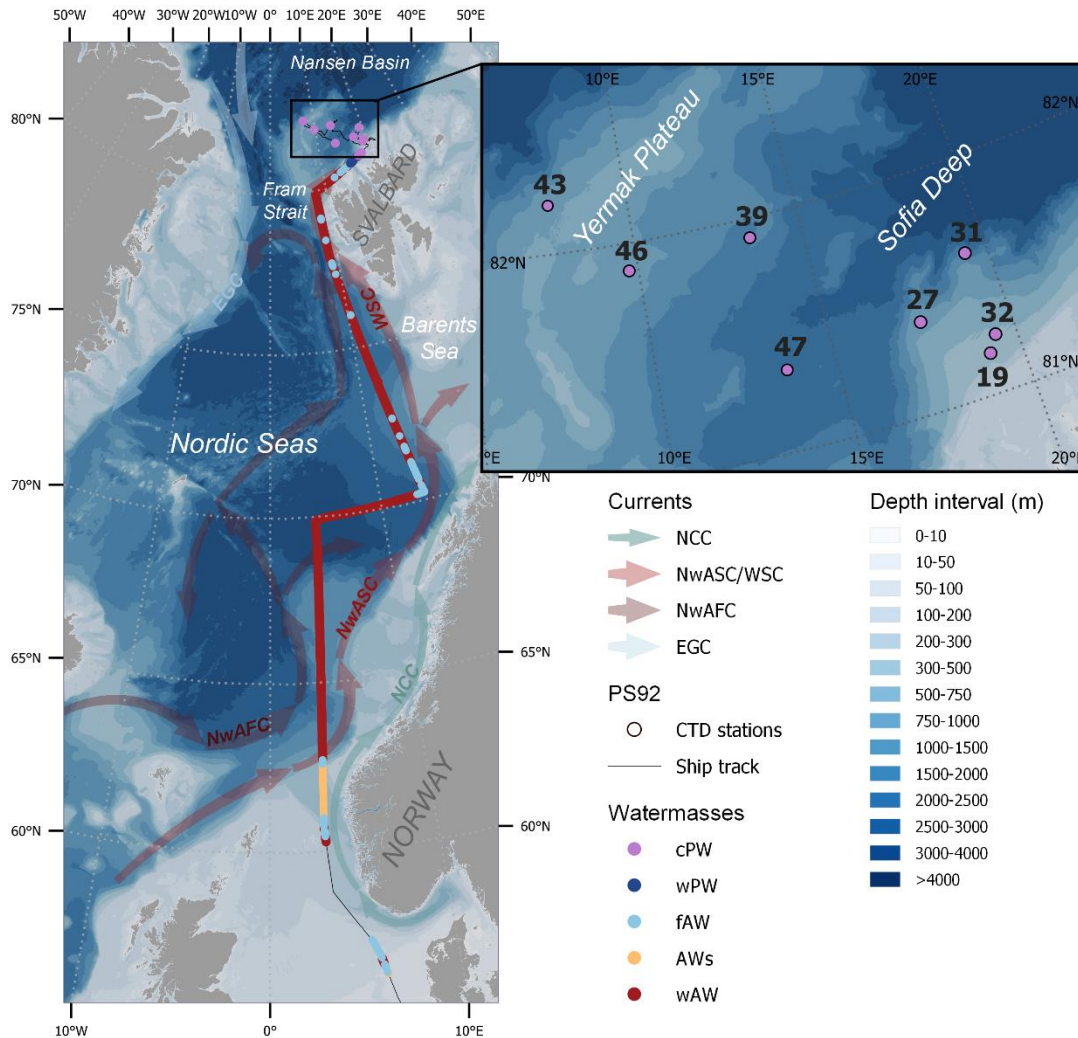 50°W 40°W 30°W 20°W 10°W 0° 10°E 20°E 30°E 40°E 50°E
Nansen Basin
80°N
SVALBARD
Fram
Strait
75°N
EGC
WSC
Barents
Sea
Nordic Seas
70°N
70°N
NwASC
65°N
65°N
NCC
NwAFC
60°N
60°N
NORWAY
10°W 0° 10°E
10°E 15°E 20°E
82°N
Yermak Plateau
Sofia Deep
43
39
46
31
82°N
27
32
47
19
81°N
0°E 10°E 15°E 20°E
Currents
NCC
NwASC/WSC
NwAFC
EGC
PS92
CTD stations
Ship track
Watermasses
cPW
wPW
fAW
AWs
wAW
Depth interval (m)
0-10
10-50
50-100
100-200
200-300
300-500
500-750
750-1000
1000-1500
1500-2000
2000-2500
2500-3000
3000-4000
>4000